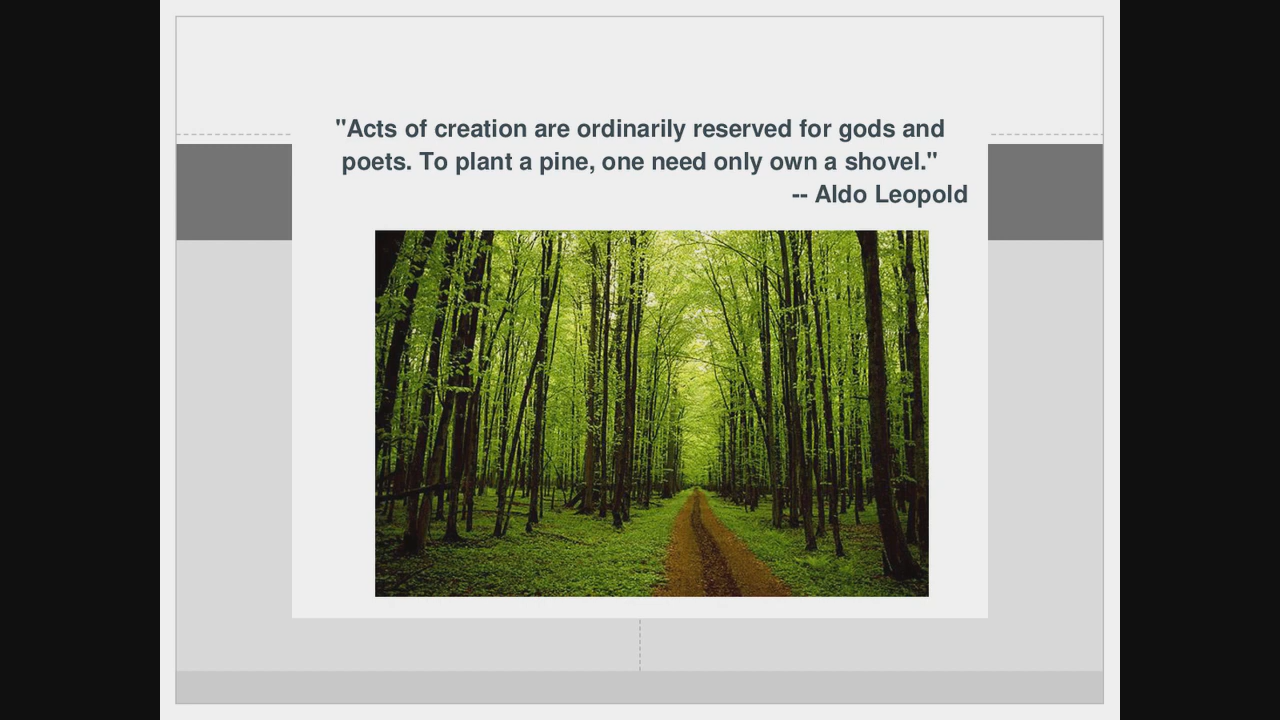 "Acts of creation are ordinarily reserved for gods and
poets. To plant a pine, one need only own a shovel."
-- Aldo Leopold